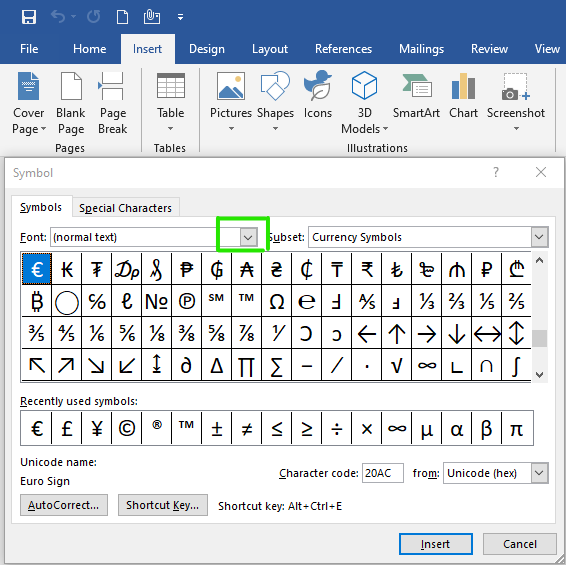 File Home Insert Design Layout References Mailings Review View
Cover Page Blank Page Page Break Table Pictures Shapes Icons 3D Models SmartArt Chart Screenshot
Pages Tables Illustrations
Symbol ? ×
Symbols Special Characters
Font: (normal text) Subset: Currency Symbols
€ ₭ ₮ ₯ ₰ ₱ ₲ ₳ ₴ ₵ ₸ ₹ ₺ ₻ ₼ ₽ ₾
₿ ⃝ ℅ ℓ № ℗ ℠ ™ Ω ℮ Ⅎ ⅍ ⅎ ⅓ ⅔ ⅕ ⅖
⅗ ⅘ ⅙ ⅚ ⅛ ⅜ ⅝ ⅞ ⅟ Ↄ ↄ ← ↑ → ↓ ↔ ↕
↖ ↗ ↘ ↙ ↨ ∂ ∆ ∏ ∑ − ∕ ∙ √ ∞ ∟ ∩ ∫
Recently used symbols:
€ £ ¥ © ® ™ ± ≠ ≤ ≥ ÷ × ∞ µ α β π
Unicode name:
Euro Sign
Character code: 20AC from: Unicode (hex)
AutoCorrect... Shortcut Key... Shortcut key: Alt+Ctrl+E
Insert Cancel